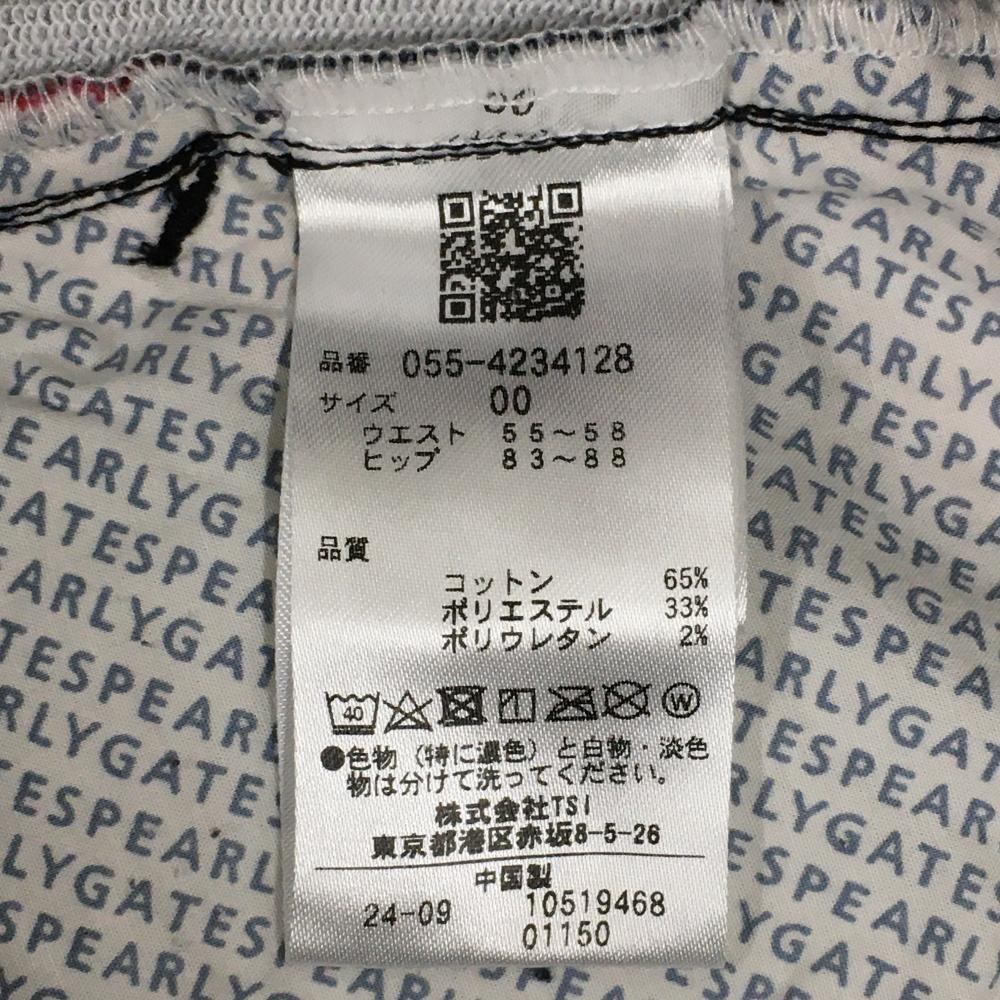 品番 055-4234128
サイズ 00
ウエスト 55~58
ヒップ 83~88
品質
コットン 65%
ポリエステル 33%
ポリウレタン 2%
40
W
●色物(特に濃色)と白物・淡色
物は分けて洗ってください。
株式会社TSI
東京都港区赤坂8-5-26
中国製
24-09 10519468
01150
PEARLYGATES